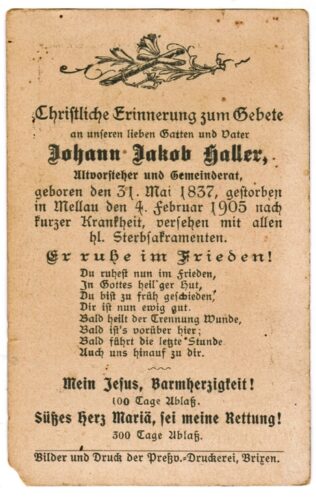 Christliche Erinnerung zum Gebete
an unseren lieben Gatten und Vater
Johann Jakob Haller,
Altvorsteher und Gemeinderat,
geboren den 31. Mai 1837, gestorben
in Mellau den 4. Februar 1905 nach
kurzer Krankheit, versehen mit allen
hl. Sterbsakramenten.
Er ruhe im Frieden!
Du ruhest nun im Frieden,
In Gottes heil'ger Hut,
Du bist zu früh geschieden,
Dir ist nun ewig gut.
Bald heilt der Trennung Wunde,
Bald ist's vorüber hier;
Bald führt die letzte Stunde
Auch uns hinauf zu dir.
Mein Jesus, Barmherzigkeit!
100 Tage Ablaß.
Süßes Herz Mariä, sei meine Rettung!
300 Tage Ablaß.
Bilder und Druck der Preßv.-Druckerei, Brixen.